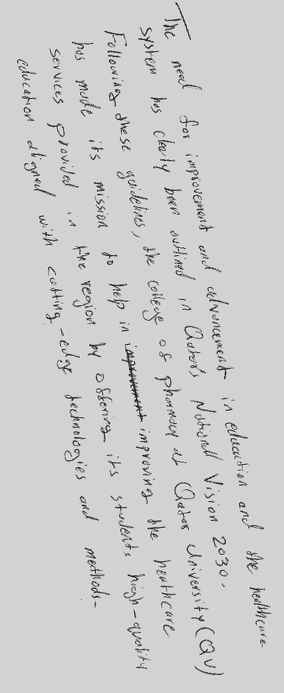 The need for improvement and advancement in education and the healthcare
system has clearly been outlined in Qatar's National Vision 2030.
Following these guidelines, the college of pharmacy at Qatar University (QU)
has made its mission to help in improvement improving the healthcare
services provided in the region by offering its students high-quality
education aligned with cutting-edge technologies and methods.